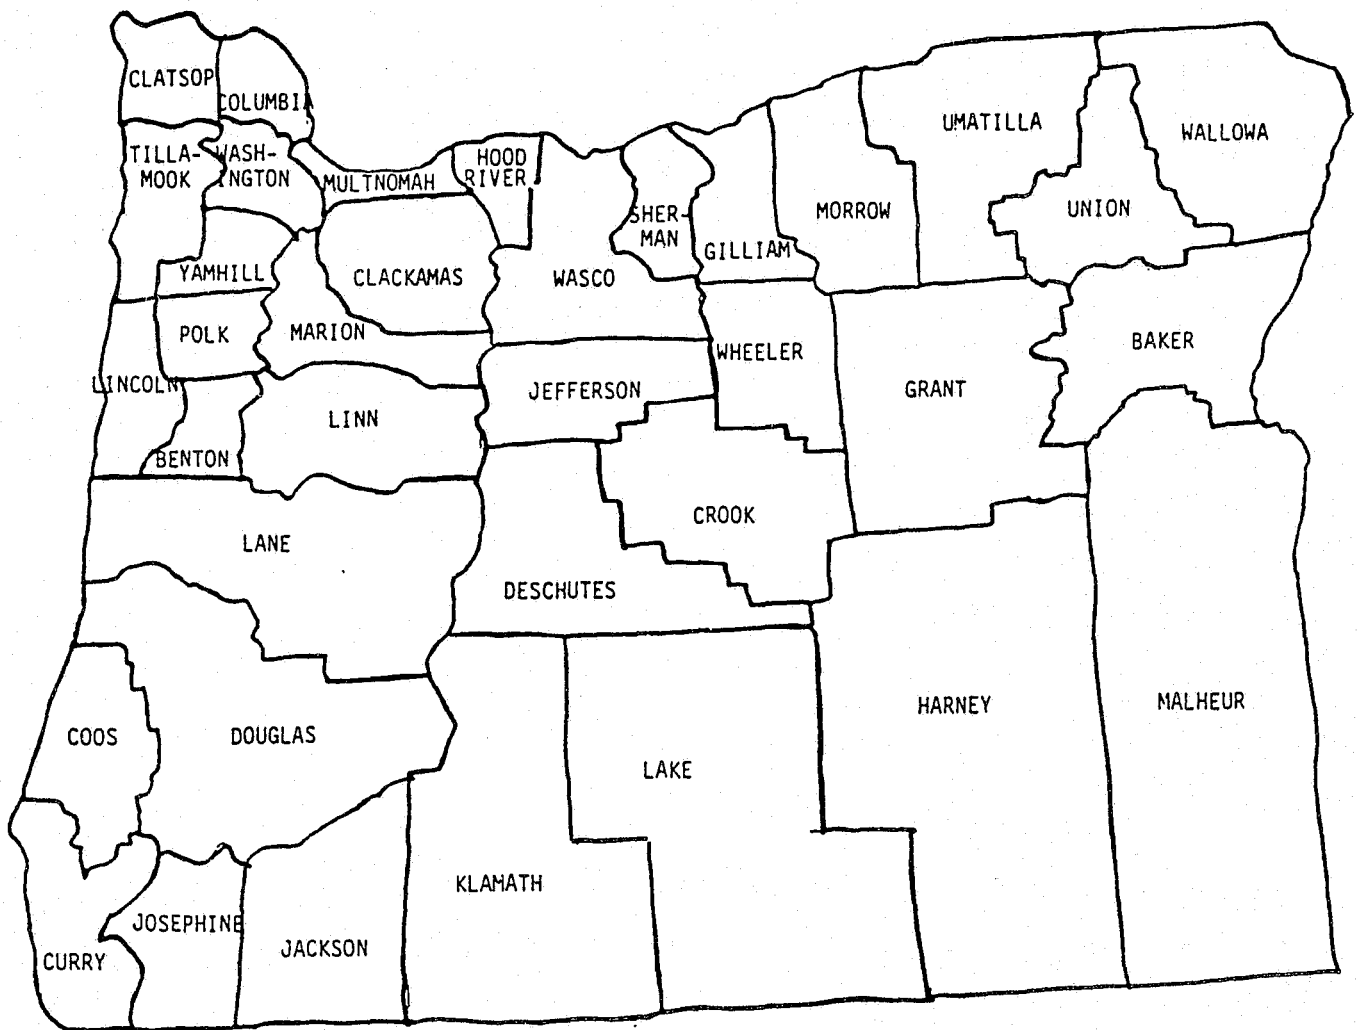 CLATSOP
COLUMBIA
TILLA-
MOOK
WASH-
INGTON
MULTNOMAH
HOOD
RIVER
UMATILLA
WALLOWA
SHER-
MAN
GILLIAM
MORROW
UNION
YAMHILL
CLACKAMAS
WASCO
POLK
MARION
WHEELER
BAKER
LINCOLN
JEFFERSON
GRANT
LINN
BENTON
CROOK
LANE
DESCHUTES
COOS
DOUGLAS
LAKE
HARNEY
MALHEUR
KLAMATH
JOSEPHINE
JACKSON
CURRY